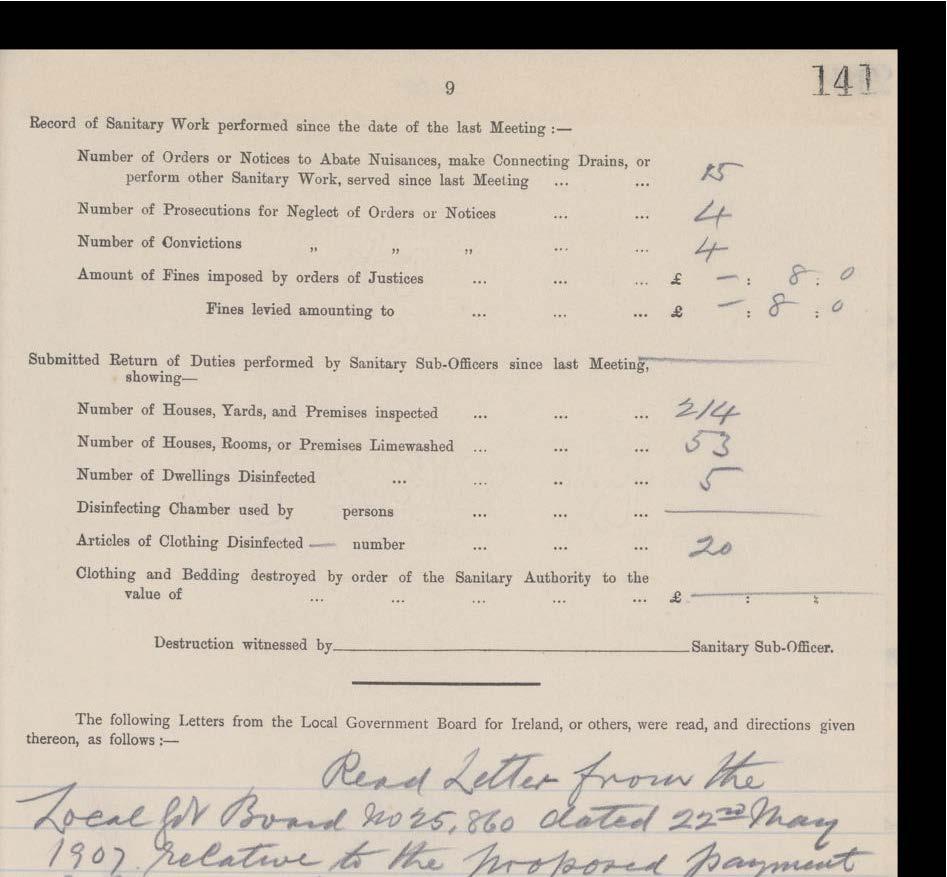 9
141
Record of Sanitary Work performed since the date of the last Meeting :—
Number of Orders or Notices to Abate Nuisances, make Connecting Drains, or
perform other Sanitary Work, served since last Meeting ... ... 15
Number of Prosecutions for Neglect of Orders or Notices ... ... 4
Number of Convictions „ „ „ ... ... 4
Amount of Fines imposed by orders of Justices ... ... ... £ — : 8 : 0
Fines levied amounting to ... ... ... £ — : 8 : 0
Submitted Return of Duties performed by Sanitary Sub-Officers since last Meeting,
showing—
Number of Houses, Yards, and Premises inspected ... ... ... 214
Number of Houses, Rooms, or Premises Limewashed ... ... ... 53
Number of Dwellings Disinfected ... ... .. ... 5
Disinfecting Chamber used by persons ... ... ... —
Articles of Clothing Disinfected — number ... ... ... 20
Clothing and Bedding destroyed by order of the Sanitary Authority to the
value of ... ... ... ... ... £ — : :
Destruction witnessed by Sanitary Sub-Officer.
The following Letters from the Local Government Board for Ireland, or others, were read, and directions given
thereon, as follows :—
Read Letter from the
Local Gvt Board No 25,860 dated 22nd May
1907 relative to the proposed payment